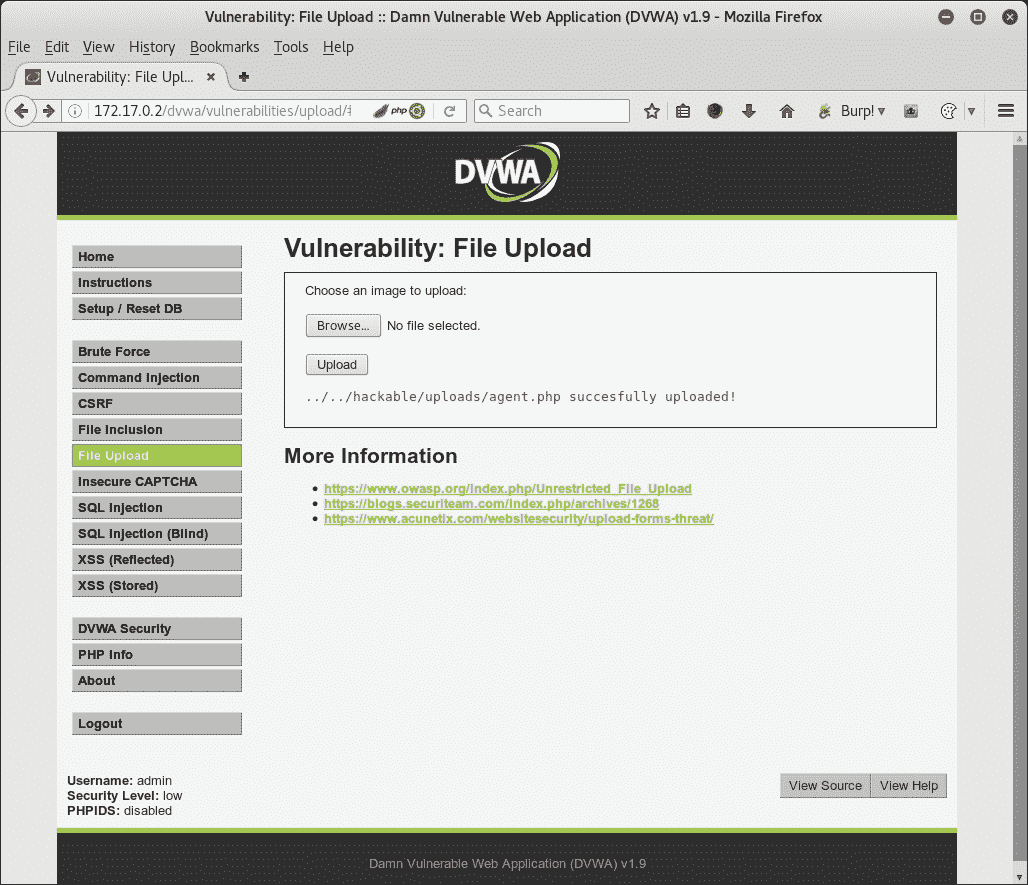 Vulnerability: File Upload :: Damn Vulnerable Web Application (DVWA) v1.9 - Mozilla Firefox
File Edit View History Bookmarks Tools Help
Vulnerability: File Upl...
172.17.0.2/dvwa/vulnerabilities/upload/# php Search Burp!
DVWA
Home
Instructions
Setup / Reset DB
Brute Force
Command Injection
CSRF
File Inclusion
File Upload
Insecure CAPTCHA
SQL Injection
SQL Injection (Blind)
XSS (Reflected)
XSS (Stored)
DVWA Security
PHP Info
About
Logout
Vulnerability: File Upload
Choose an image to upload:
Browse... No file selected.
Upload
../../hackable/uploads/agent.php succesfully uploaded!
More Information
https://www.owasp.org/index.php/Unrestricted_File_Upload
https://blogs.securiteam.com/index.php/archives/1268
https://www.acunetix.com/websitesecurity/upload-forms-threat/
Username: admin
Security Level: low
PHPIDS: disabled
View Source View Help
Damn Vulnerable Web Application (DVWA) v1.9